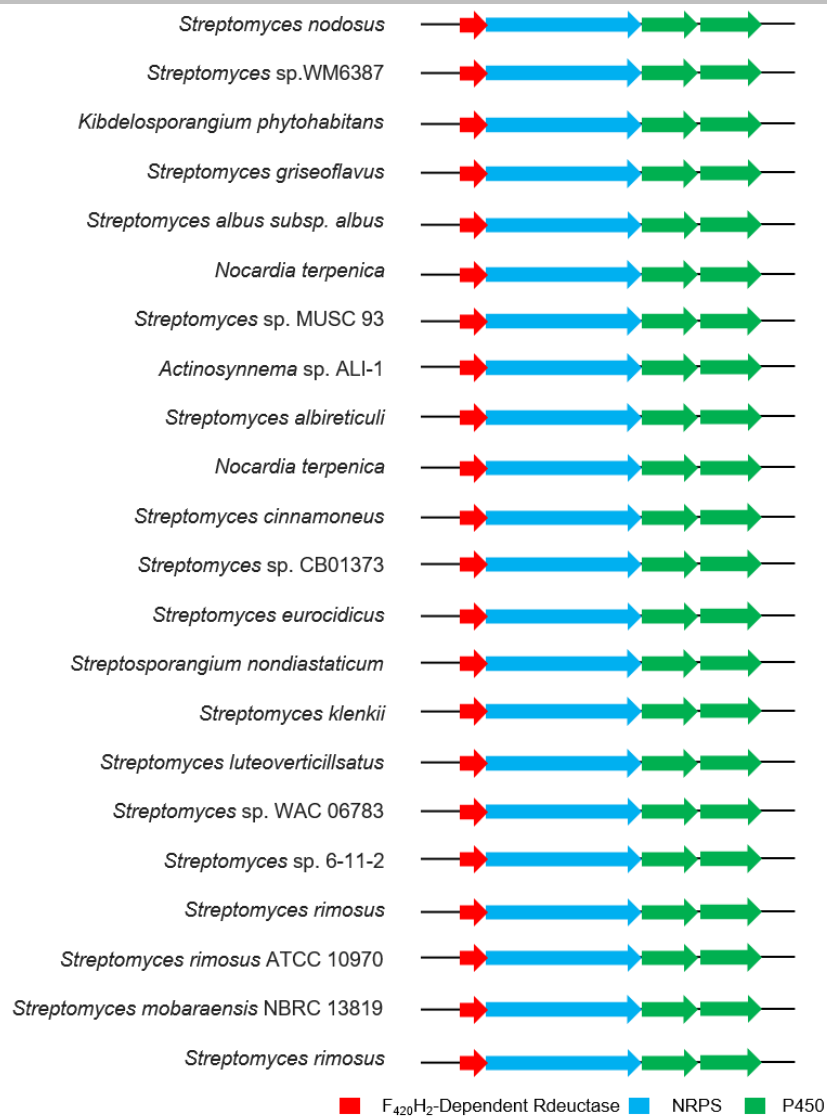 Streptomyces nodosus
Streptomyces sp.WM6387
Kibdelosporangium phytohabitans
Streptomyces griseoflavus
Streptomyces albus subsp. albus
Nocardia terpenica
Streptomyces sp. MUSC 93
Actinosynnema sp. ALI-1
Streptomyces albireticuli
Nocardia terpenica
Streptomyces cinnamoneus
Streptomyces sp. CB01373
Streptomyces eurocidicus
Streptosporangium nondiastaticum
Streptomyces klenkii
Streptomyces luteoverticillsatus
Streptomyces sp. WAC 06783
Streptomyces sp. 6-11-2
Streptomyces rimosus
Streptomyces rimosus ATCC 10970
Streptomyces mobaraensis NBRC 13819
Streptomyces rimosus
F₄₂₀H₂-Dependent Rdeuctase NRPS P450